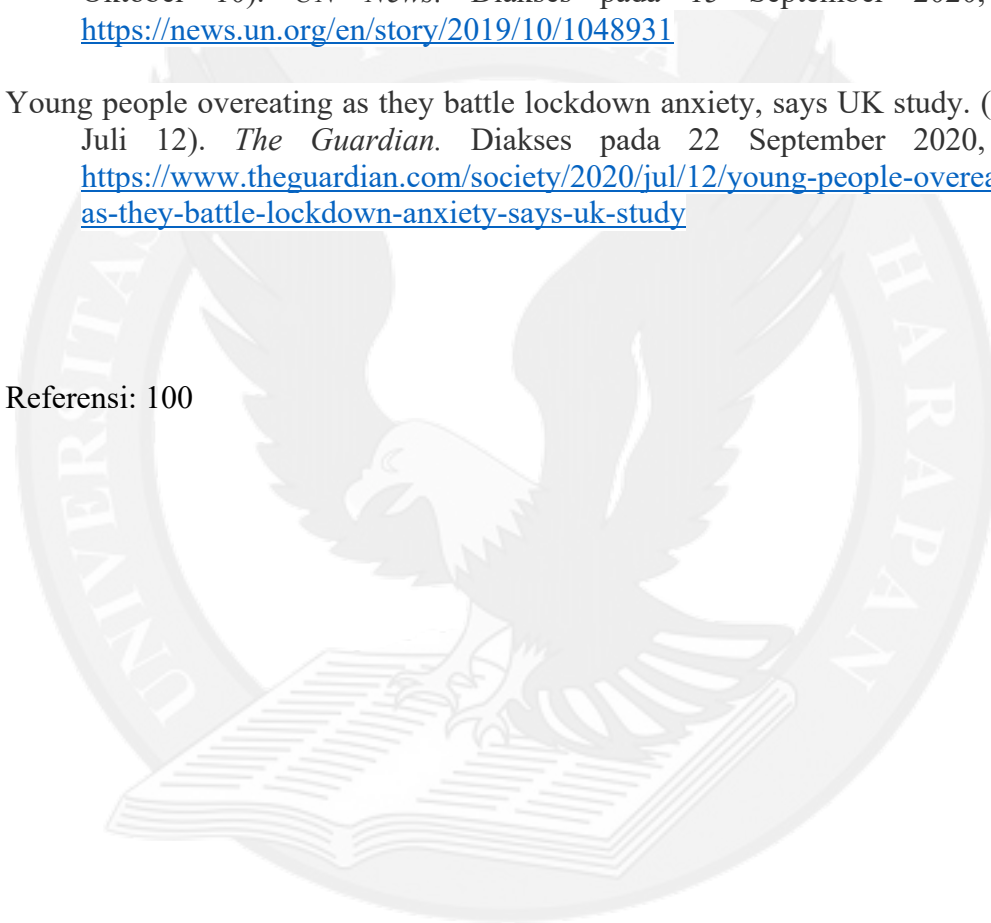 Oktober 10). UN News. Diakses pada 15 September 2020,
https://news.un.org/en/story/2019/10/1048931
Young people overeating as they battle lockdown anxiety, says UK study. (
Juli 12). The Guardian. Diakses pada 22 September 2020,
https://www.theguardian.com/society/2020/jul/12/young-people-overea
as-they-battle-lockdown-anxiety-says-uk-study
Referensi: 100
UNIVERSITAS
HARAPAN